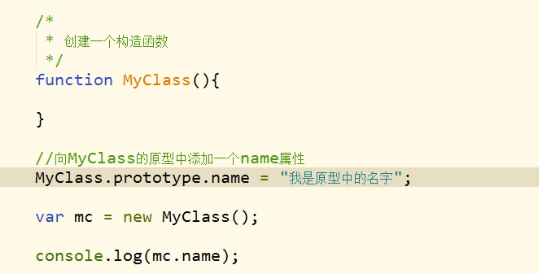 /*
 * 创建一个构造函数
 */
function MyClass(){
}
//向MyClass的原型中添加一个name属性
MyClass.prototype.name = "我是原型中的名字";
var mc = new MyClass();
console.log(mc.name);